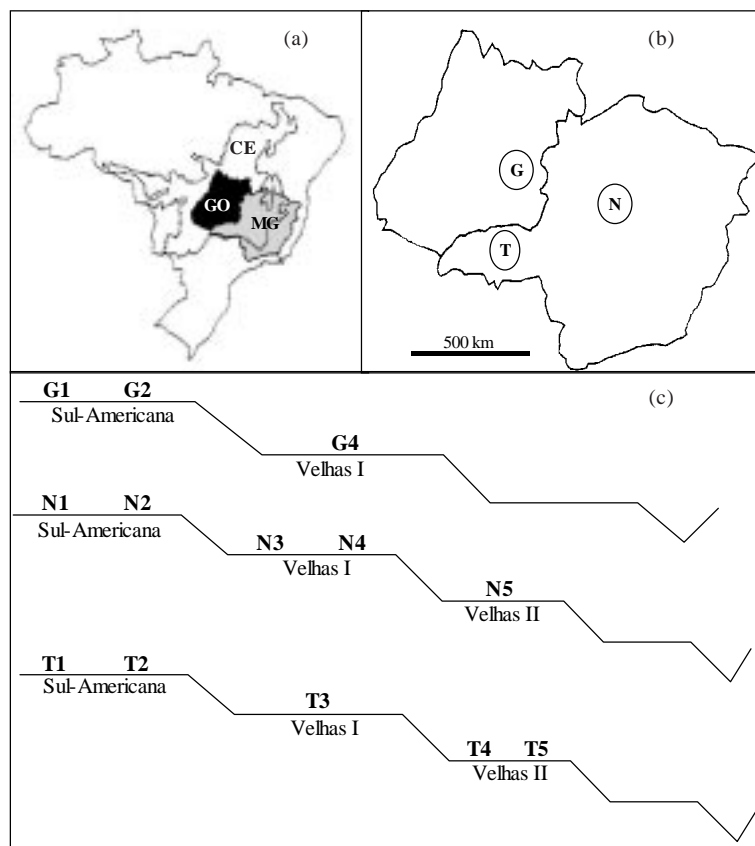 (a)
CE
GO
MG
(b)
G
N
T
500 km
(c)
G1 G2
Sul-Americana
G4
Velhas I
N1 N2
Sul-Americana
N3 N4
Velhas I
N5
Velhas II
T1 T2
Sul-Americana
T3
Velhas I
T4 T5
Velhas II